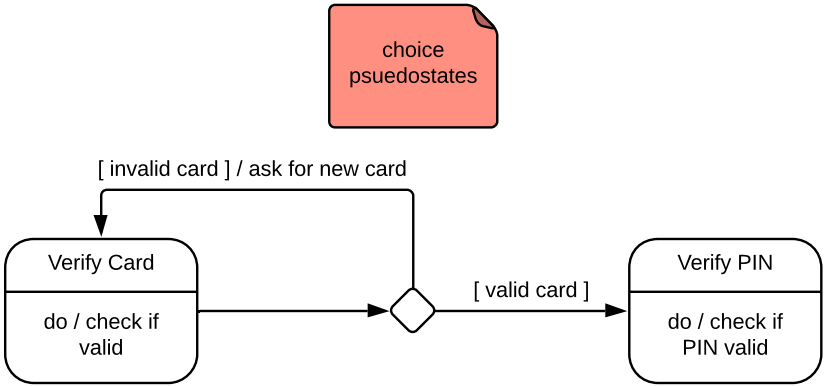 choice
psuedostates
[ invalid card ] / ask for new card
Verify Card
do / check if
valid
[ valid card ]
Verify PIN
do / check if
PIN valid